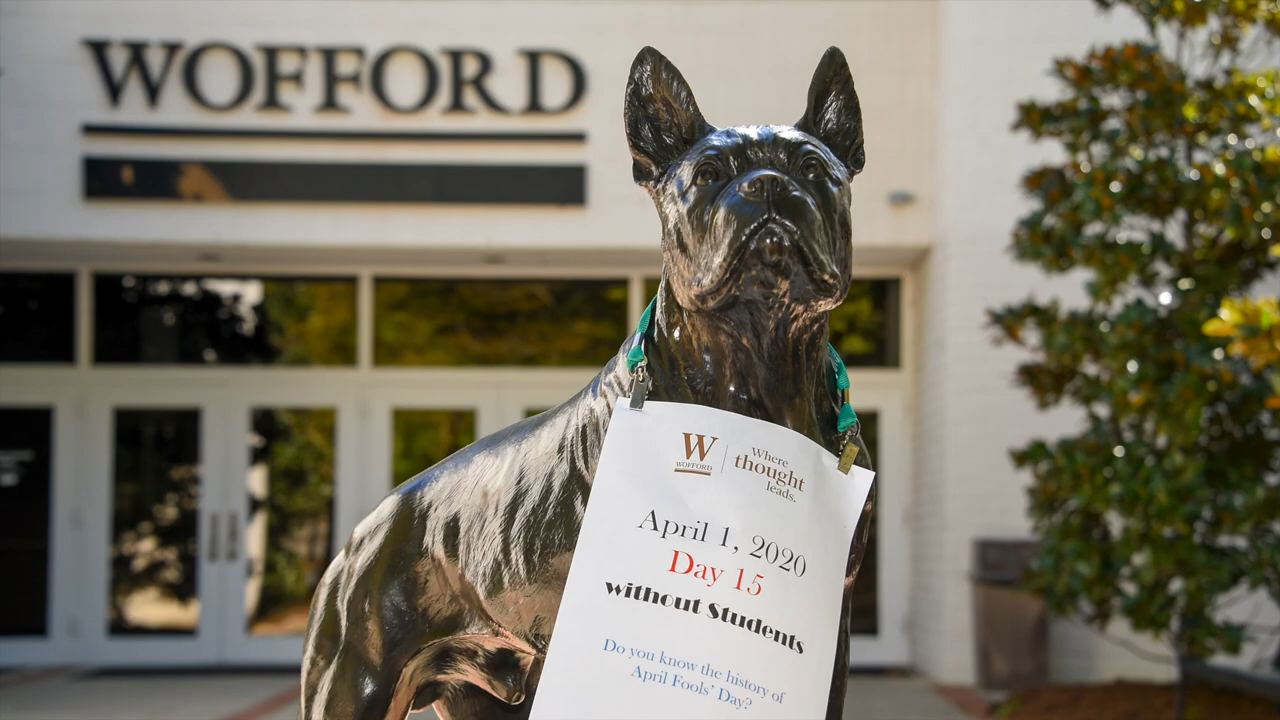 WOFFORD
W
WOFFORD
Where
thought
leads.
April 1, 2020
Day 15
without Students
Do you know the history of
April Fools' Day?